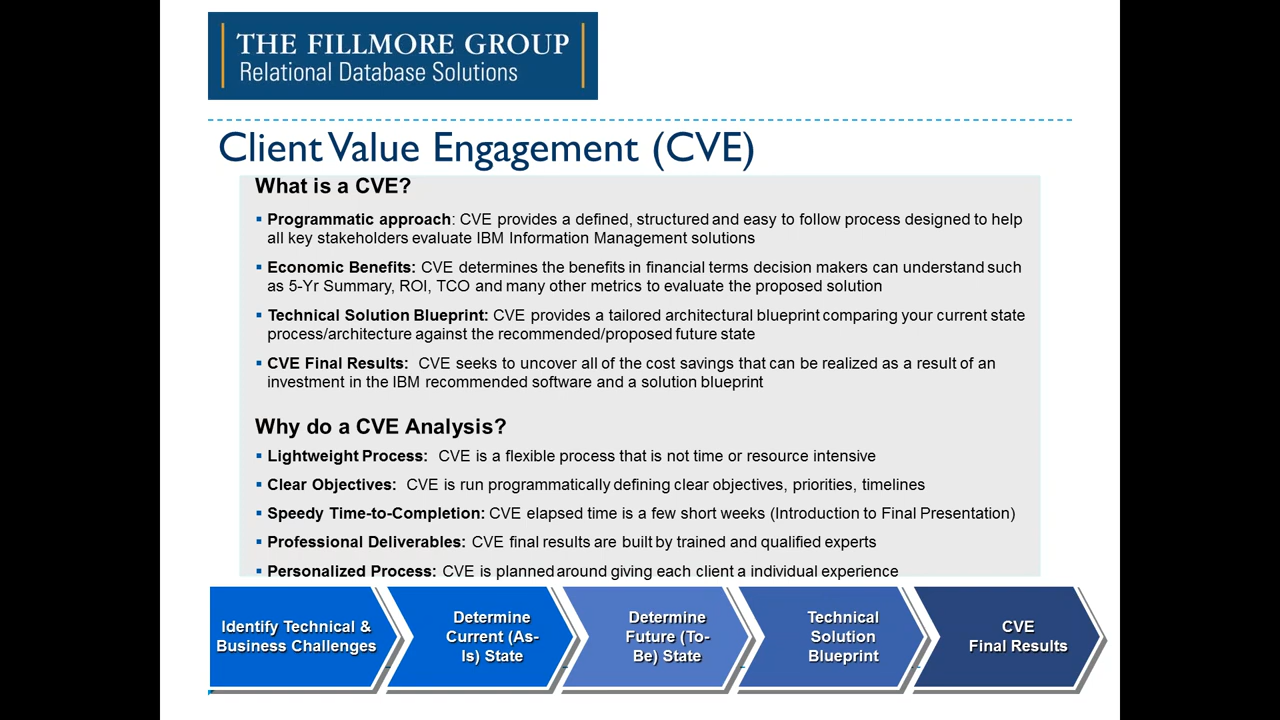 THE FILLMORE GROUP
Relational Database Solutions
Client Value Engagement (CVE)
What is a CVE?
▪ Programmatic approach: CVE provides a defined, structured and easy to follow process designed to help
all key stakeholders evaluate IBM Information Management solutions
▪ Economic Benefits: CVE determines the benefits in financial terms decision makers can understand such
as 5-Yr Summary, ROI, TCO and many other metrics to evaluate the proposed solution
▪ Technical Solution Blueprint: CVE provides a tailored architectural blueprint comparing your current state
process/architecture against the recommended/proposed future state
▪ CVE Final Results: CVE seeks to uncover all of the cost savings that can be realized as a result of an
investment in the IBM recommended software and a solution blueprint
Why do a CVE Analysis?
▪ Lightweight Process: CVE is a flexible process that is not time or resource intensive
▪ Clear Objectives: CVE is run programmatically defining clear objectives, priorities, timelines
▪ Speedy Time-to-Completion: CVE elapsed time is a few short weeks (Introduction to Final Presentation)
▪ Professional Deliverables: CVE final results are built by trained and qualified experts
▪ Personalized Process: CVE is planned around giving each client a individual experience
Identify Technical &
Business Challenges
Determine
Current (As-
Is) State
Determine
Future (To-
Be) State
Technical
Solution
Blueprint
CVE
Final Results